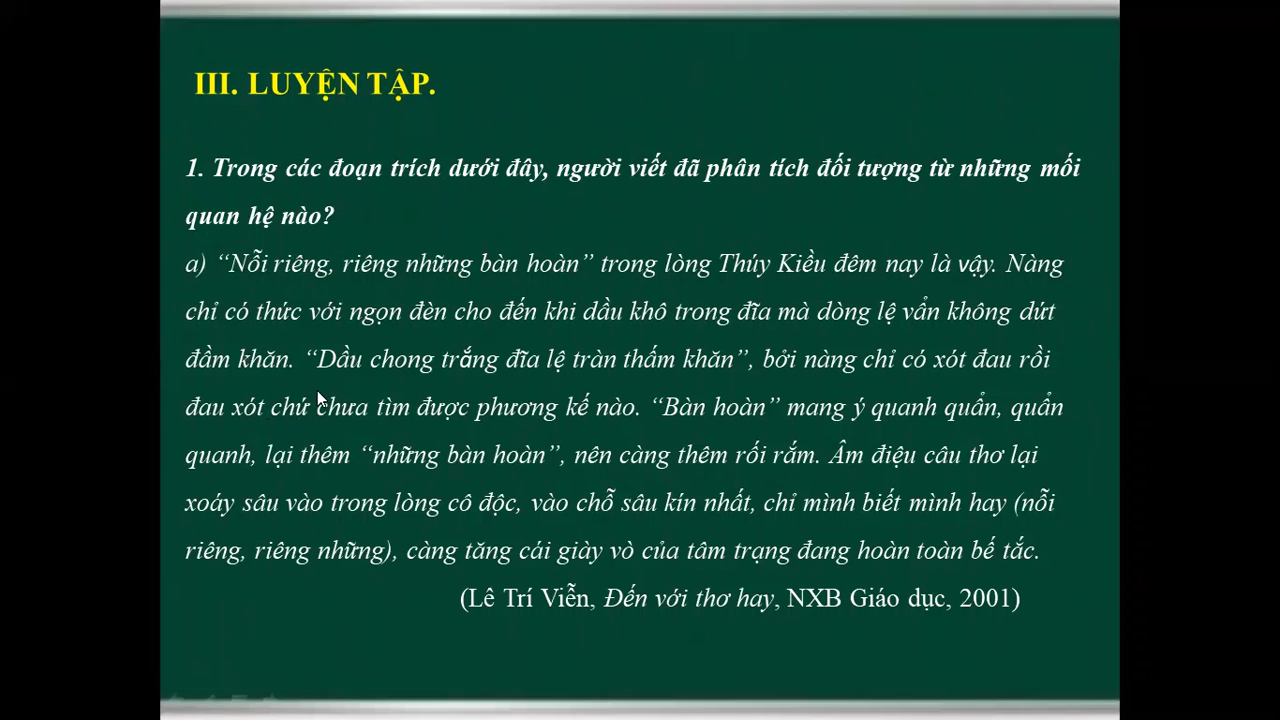 III. LUYỆN TẬP.
1. Trong các đoạn trích dưới đây, người viết đã phân tích đối tượng từ những mối
quan hệ nào?
a) “Nỗi riêng, riêng những bàn hoàn” trong lòng Thúy Kiều đêm nay là vậy. Nàng
chỉ có thức với ngọn đèn cho đến khi dầu khô trong đĩa mà dòng lệ vẩn không dứt
đầm khăn. “Dầu chong trắng đĩa lệ tràn thấm khăn”, bởi nàng chỉ có xót đau rồi
đau xót chứ chưa tìm được phương kế nào. “Bàn hoàn” mang ý quanh quẩn, quẩn
quanh, lại thêm “những bàn hoàn”, nên càng thêm rối rắm. Âm điệu câu thơ lại
xoáy sâu vào trong lòng cô độc, vào chỗ sâu kín nhất, chỉ mình biết mình hay (nỗi
riêng, riêng những), càng tăng cái giày vò của tâm trạng đang hoàn toàn bế tắc.
(Lê Trí Viễn, Đến với thơ hay, NXB Giáo dục, 2001)